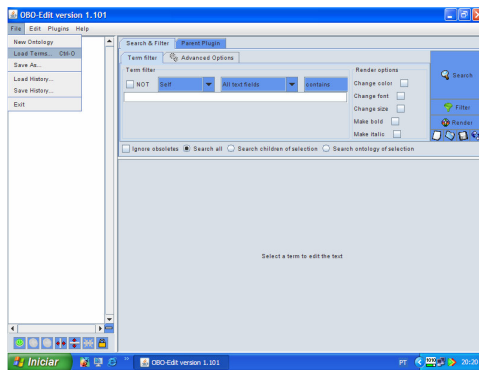 OBO-Edit version 1.101
File Edit Plugins Help
New Ontology
Load Terms... Ctrl-O
Save As...
Load History...
Save History...
Exit
Search & Filter Parent Plugin
Term filter Advanced Options
Term filter
NOT Self All text fields contains
Render options
Change color
Change font
Change size
Make bold
Make italic
Search
Filter
Render
Ignore obsoletes Search all Search children of selection Search ontology of selection
Select a term to edit the text
Iniciar OBO-Edit version 1.101 PT 20:20